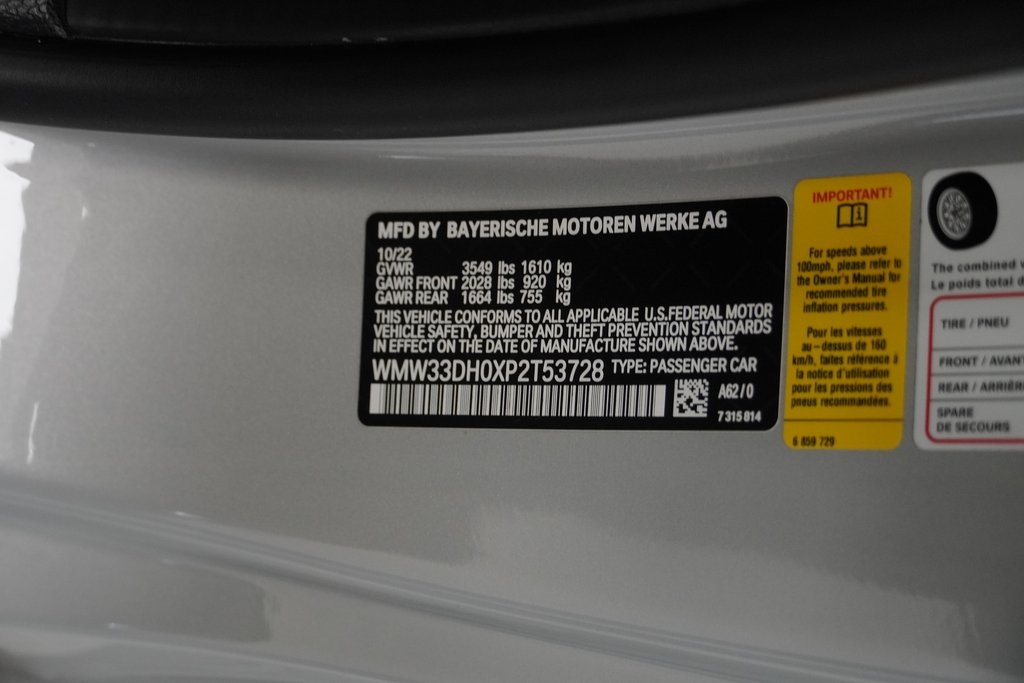 MFD BY BAYERISCHE MOTOREN WERKE AG
10/22
GVWR 3549 lbs 1610 kg
GAWR FRONT 2028 lbs 920 kg
GAWR REAR 1664 lbs 755 kg
THIS VEHICLE CONFORMS TO ALL APPLICABLE U.S.FEDERAL MOTOR
VEHICLE SAFETY, BUMPER AND THEFT PREVENTION STANDARDS
IN EFFECT ON THE DATE OF MANUFACTURE SHOWN ABOVE.
WMW33DH0XP2T53728 TYPE: PASSENGER CAR
A62/0
7 315 814
IMPORTANT!
For speeds above
100mph, please refer to
the Owner's Manual for
recommended tire
inflation pressures.
Pour les vitesses
au-dessus de 160
km/h, faites référence à
la notice d'utilisation
pour les pressions des
pneus recommandées.
6 859 729
The combined
Le poids total
TIRE / PNEU
FRONT / AVANT
REAR / ARRIÈRE
SPARE
DE SECOURS